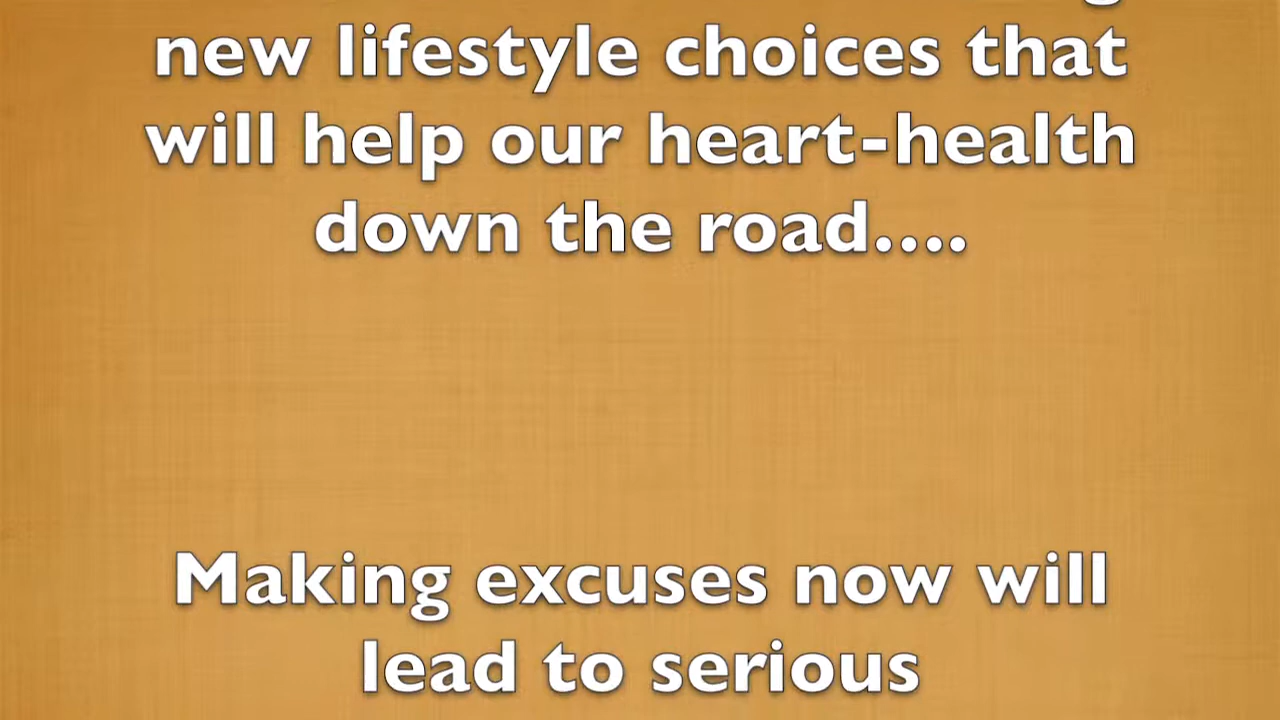 new lifestyle choices that
will help our heart-health
down the road....
Making excuses now will
lead to serious